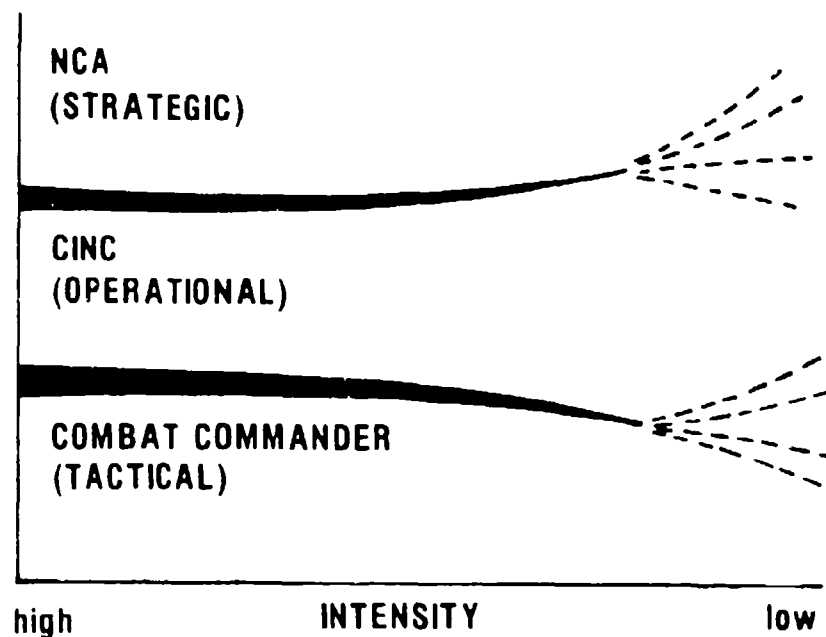 NCA
(STRATEGIC)
CINC
(OPERATIONAL)
COMBAT COMMANDER
(TACTICAL)
high INTENSITY low